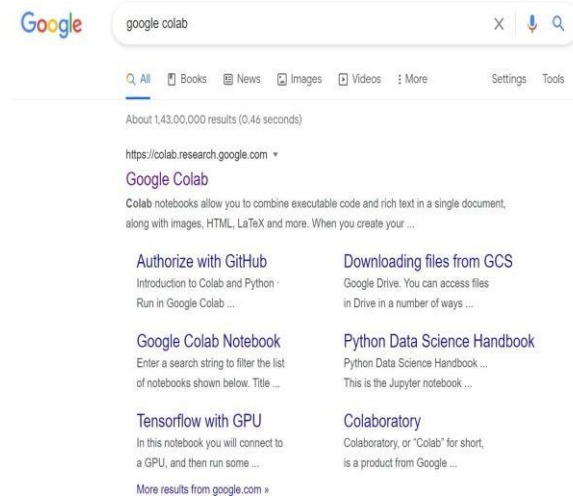 Google
google colab
All Books News Images Videos More Settings Tools
About 1,43,00,000 results (0.46 seconds)
https://colab.research.google.com
Google Colab
Colab notebooks allow you to combine executable code and rich text in a single document,
along with images, HTML, LaTeX and more. When you create your ...
Authorize with GitHub
Introduction to Colab and Python ·
Run in Google Colab ...
Downloading files from GCS
Google Drive. You can access files
in Drive in a number of ways ...
Google Colab Notebook
Enter a search string to filter the list
of notebooks shown below. Title ...
Python Data Science Handbook
Python Data Science Handbook ...
This is the Jupyter notebook ...
Tensorflow with GPU
In this notebook you will connect to
a GPU, and then run some ...
Colaboratory
Colaboratory, or "Colab" for short,
is a product from Google ...
More results from google.com »